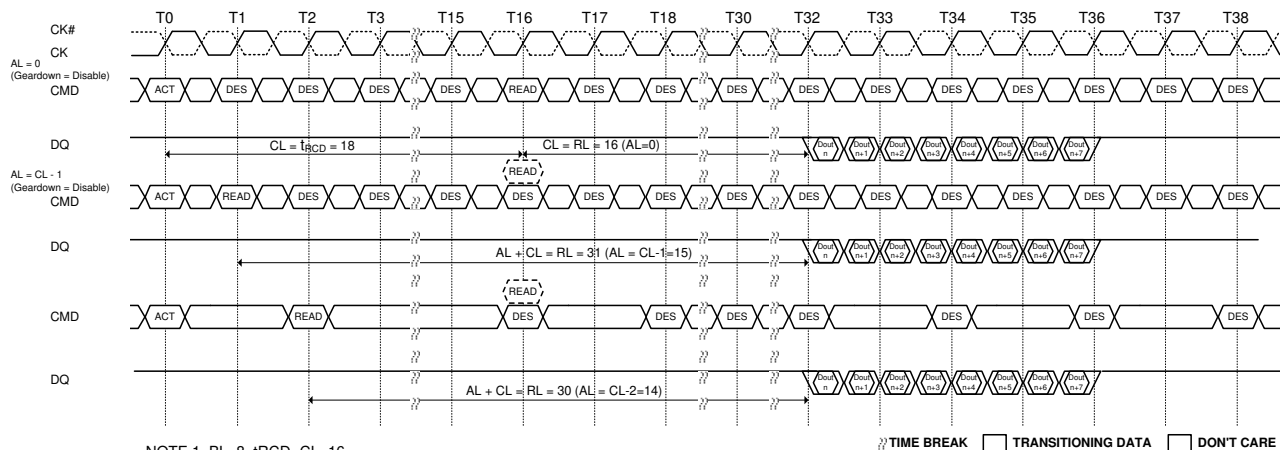 T0 T1 T2 T3 T15 T16 T17 T18 T30 T32 T33 T34 T35 T36 T37 T38
CK#
CK
AL = 0
(Geardown = Disable)
CMD ACT DES DES DES DES READ DES DES DES DES DES DES DES DES DES DES
DQ CL = tRCD = 18 CL = RL = 16 (AL=0) Dout n Dout n+1 Dout n+2 Dout n+3 Dout n+4 Dout n+5 Dout n+6 Dout n+7
READ
AL = CL - 1
(Geardown = Disable)
CMD ACT READ DES DES DES DES DES DES DES DES DES DES DES DES DES DES
DQ AL + CL = RL = 31 (AL = CL-1=15) Dout n Dout n+1 Dout n+2 Dout n+3 Dout n+4 Dout n+5 Dout n+6 Dout n+7
READ
CMD ACT READ DES DES DES DES DES DES DES
DQ AL + CL = RL = 30 (AL = CL-2=14) Dout n Dout n+1 Dout n+2 Dout n+3 Dout n+4 Dout n+5 Dout n+6 Dout n+7
TIME BREAK TRANSITIONING DATA DON'T CARE